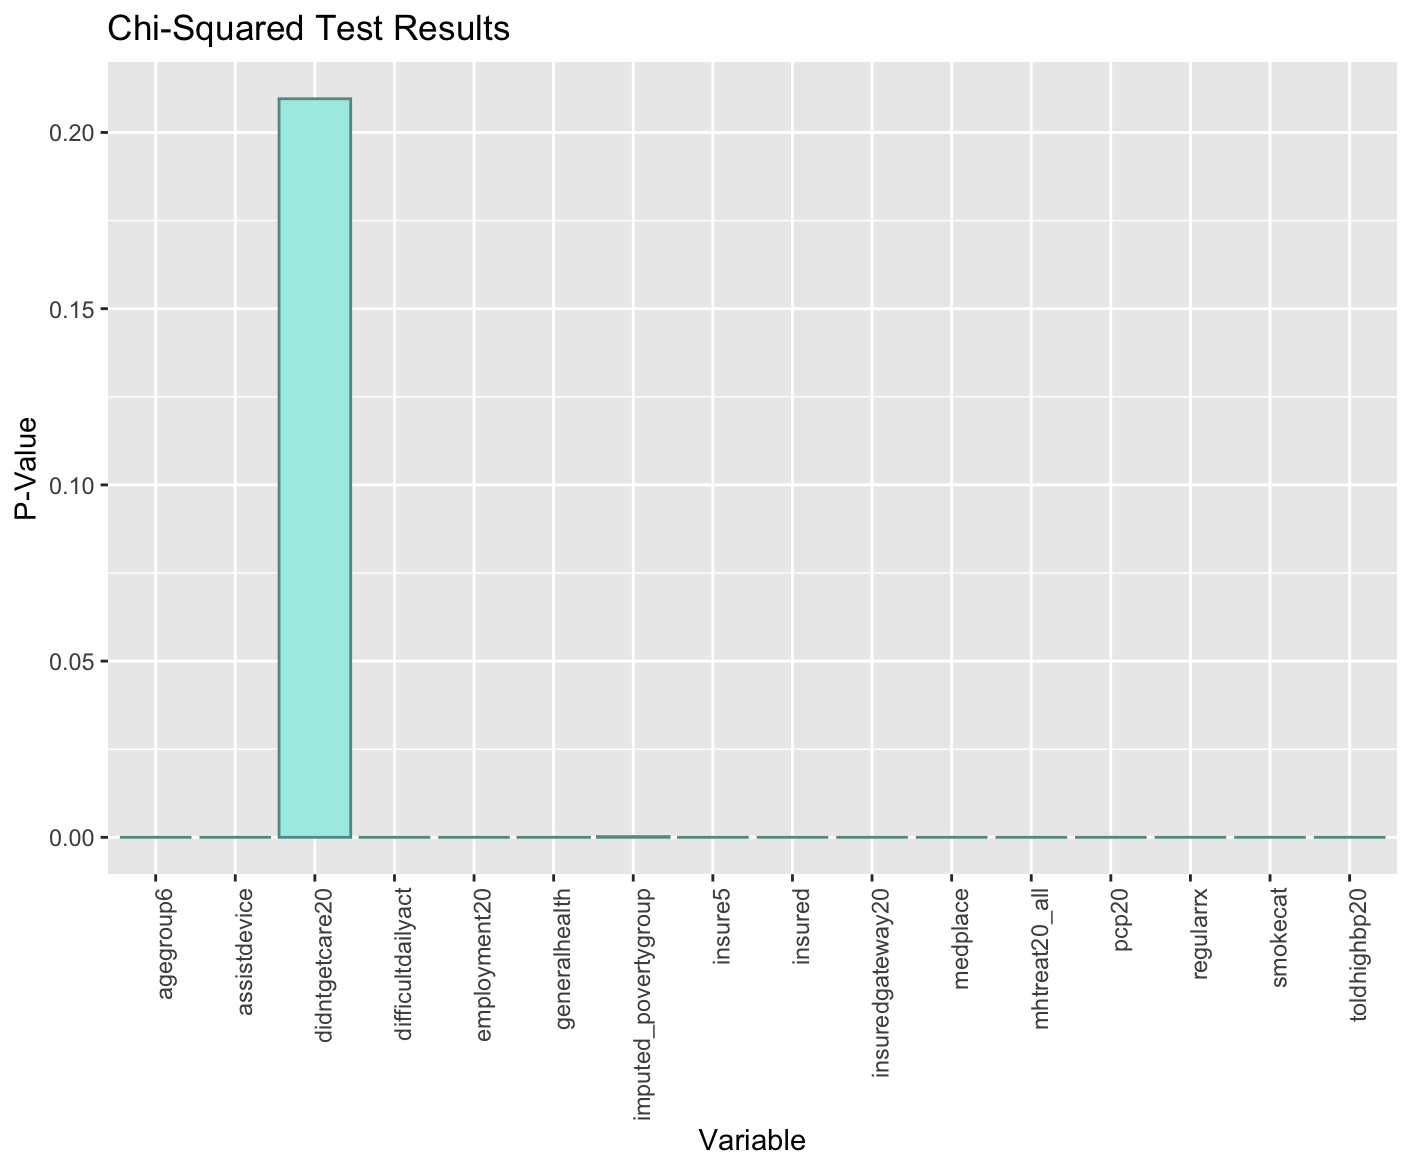 Chi-Squared Test Results
P-Value
0.20
0.15
0.10
0.05
0.00
agegroup6
assistdevice
didntgetcare20
difficultdailyact
employment20
generalhealth
imputed_povertygroup
insure5
insured
insuredgateway20
medplace
mhtreat20_all
pcp20
regularrx
smokecat
toldhighbp20
Variable